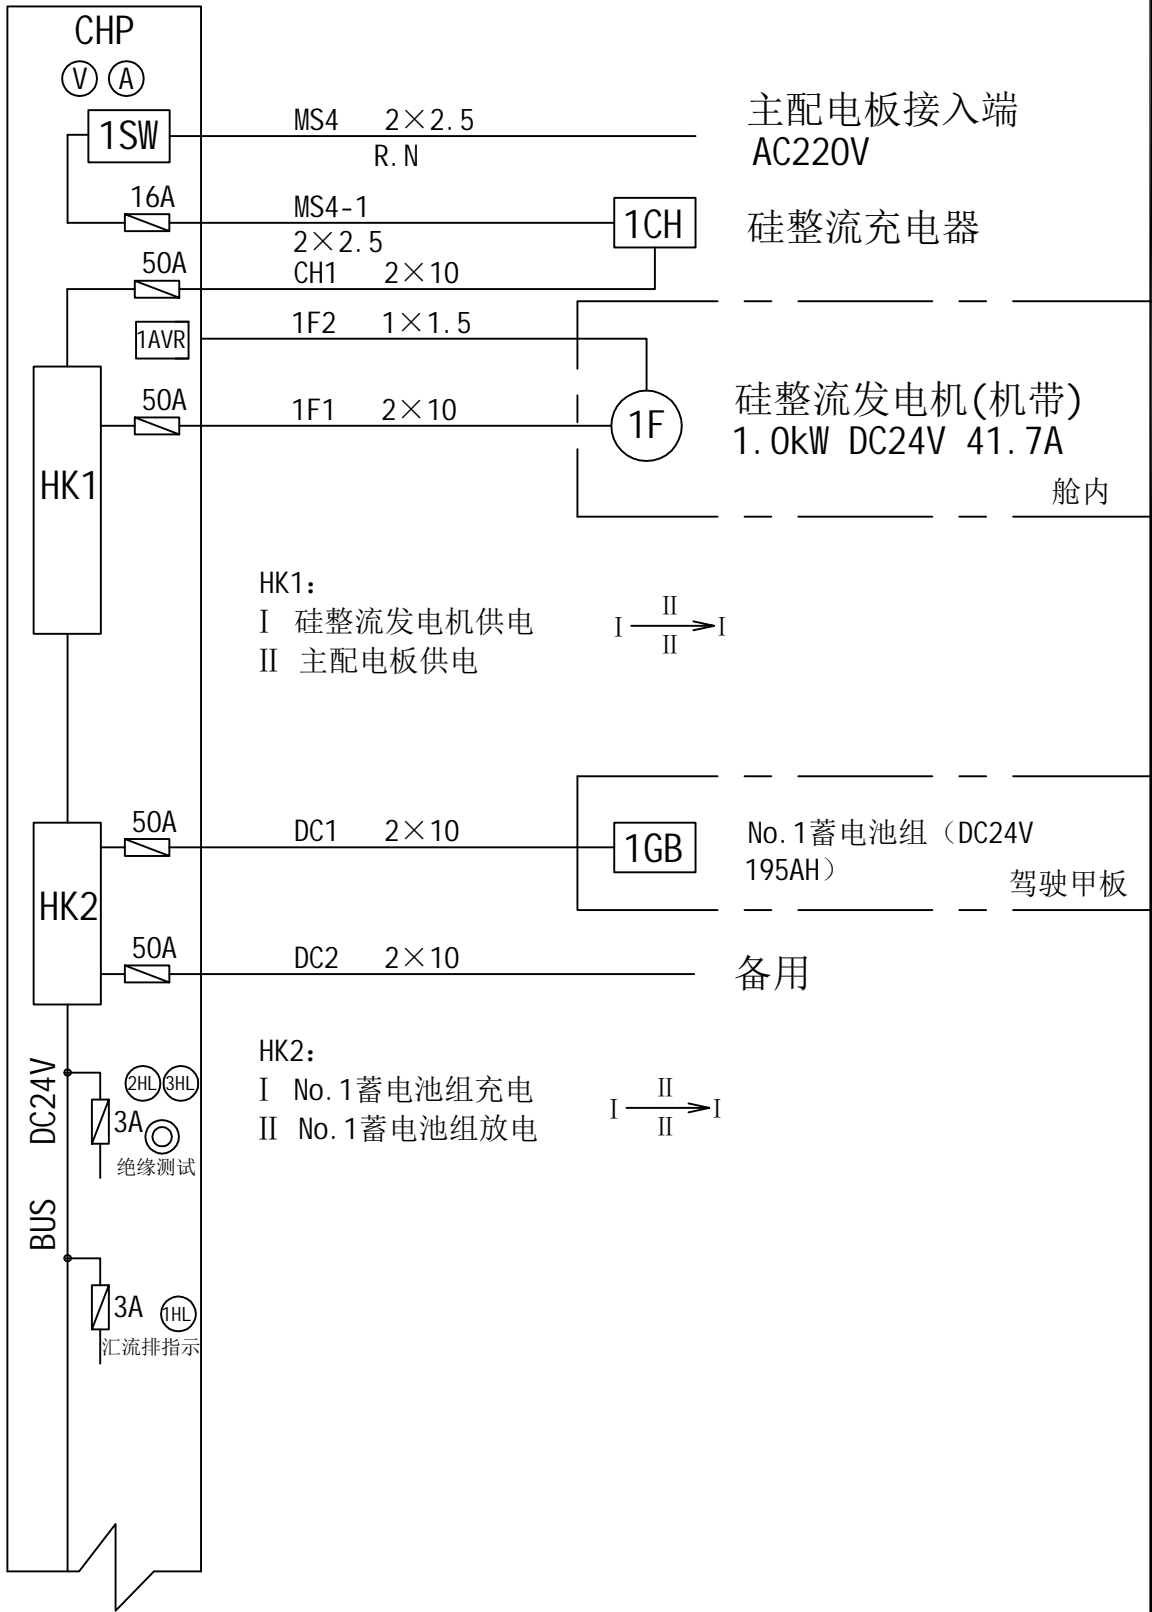 CHP
V A
1SW
MS4 2×2.5
R.N
主配电板接入端
AC220V
16A
MS4-1
2×2.5
1CH
硅整流充电器
50A
CH1 2×10
1AVR
1F2 1×1.5
50A
1F1 2×10
1F
硅整流发电机(机带)
1.0kW DC24V 41.7A
舱内
HK1
HK1:
Ⅰ 硅整流发电机供电
Ⅱ 主配电板供电
Ⅱ
Ⅰ Ⅰ
Ⅱ
50A
DC1 2×10
1GB
No.1蓄电池组（DC24V
195AH）
驾驶甲板
HK2
50A
DC2 2×10
备用
HK2:
Ⅰ No.1蓄电池组充电
Ⅱ No.1蓄电池组放电
Ⅱ
Ⅰ Ⅰ
Ⅱ
DC24V
2HL 3HL
3A
绝缘测试
BUS
3A 1HL
汇流排指示